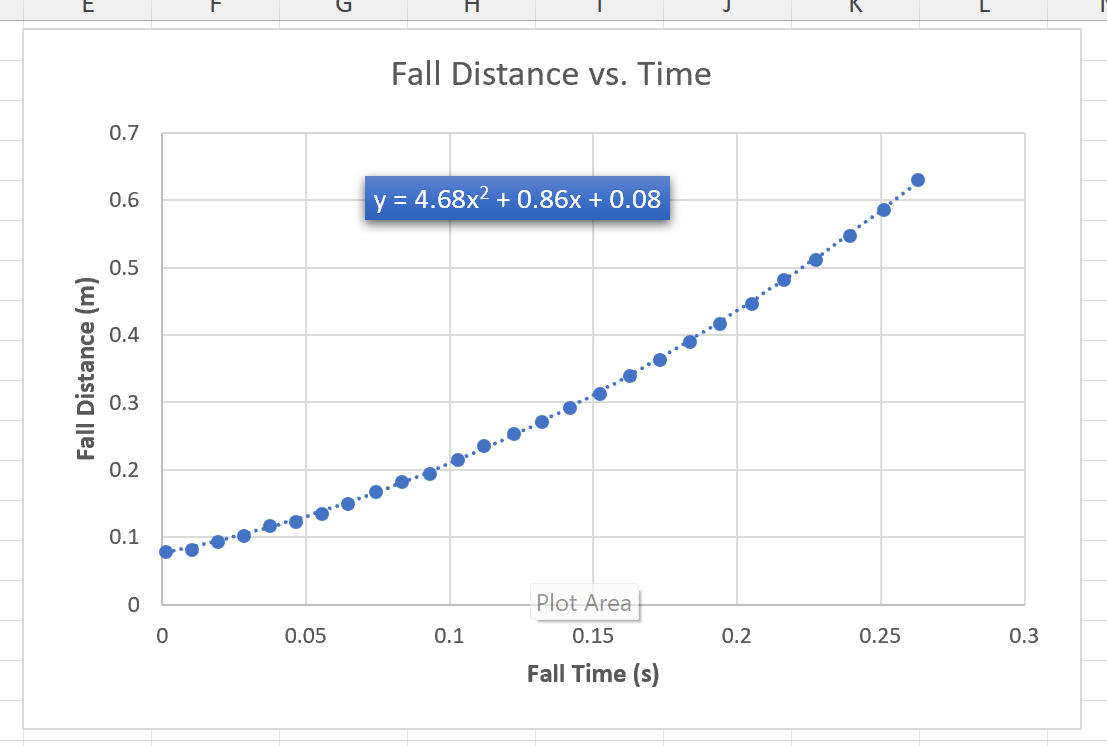 E F G H I J K L
Fall Distance vs. Time
0.7
y = 4.68x² + 0.86x + 0.08
0.6
0.5
0.4
0.3
0.2
0.1
0
Fall Distance (m)
Plot Area
0 0.05 0.1 0.15 0.2 0.25 0.3
Fall Time (s)